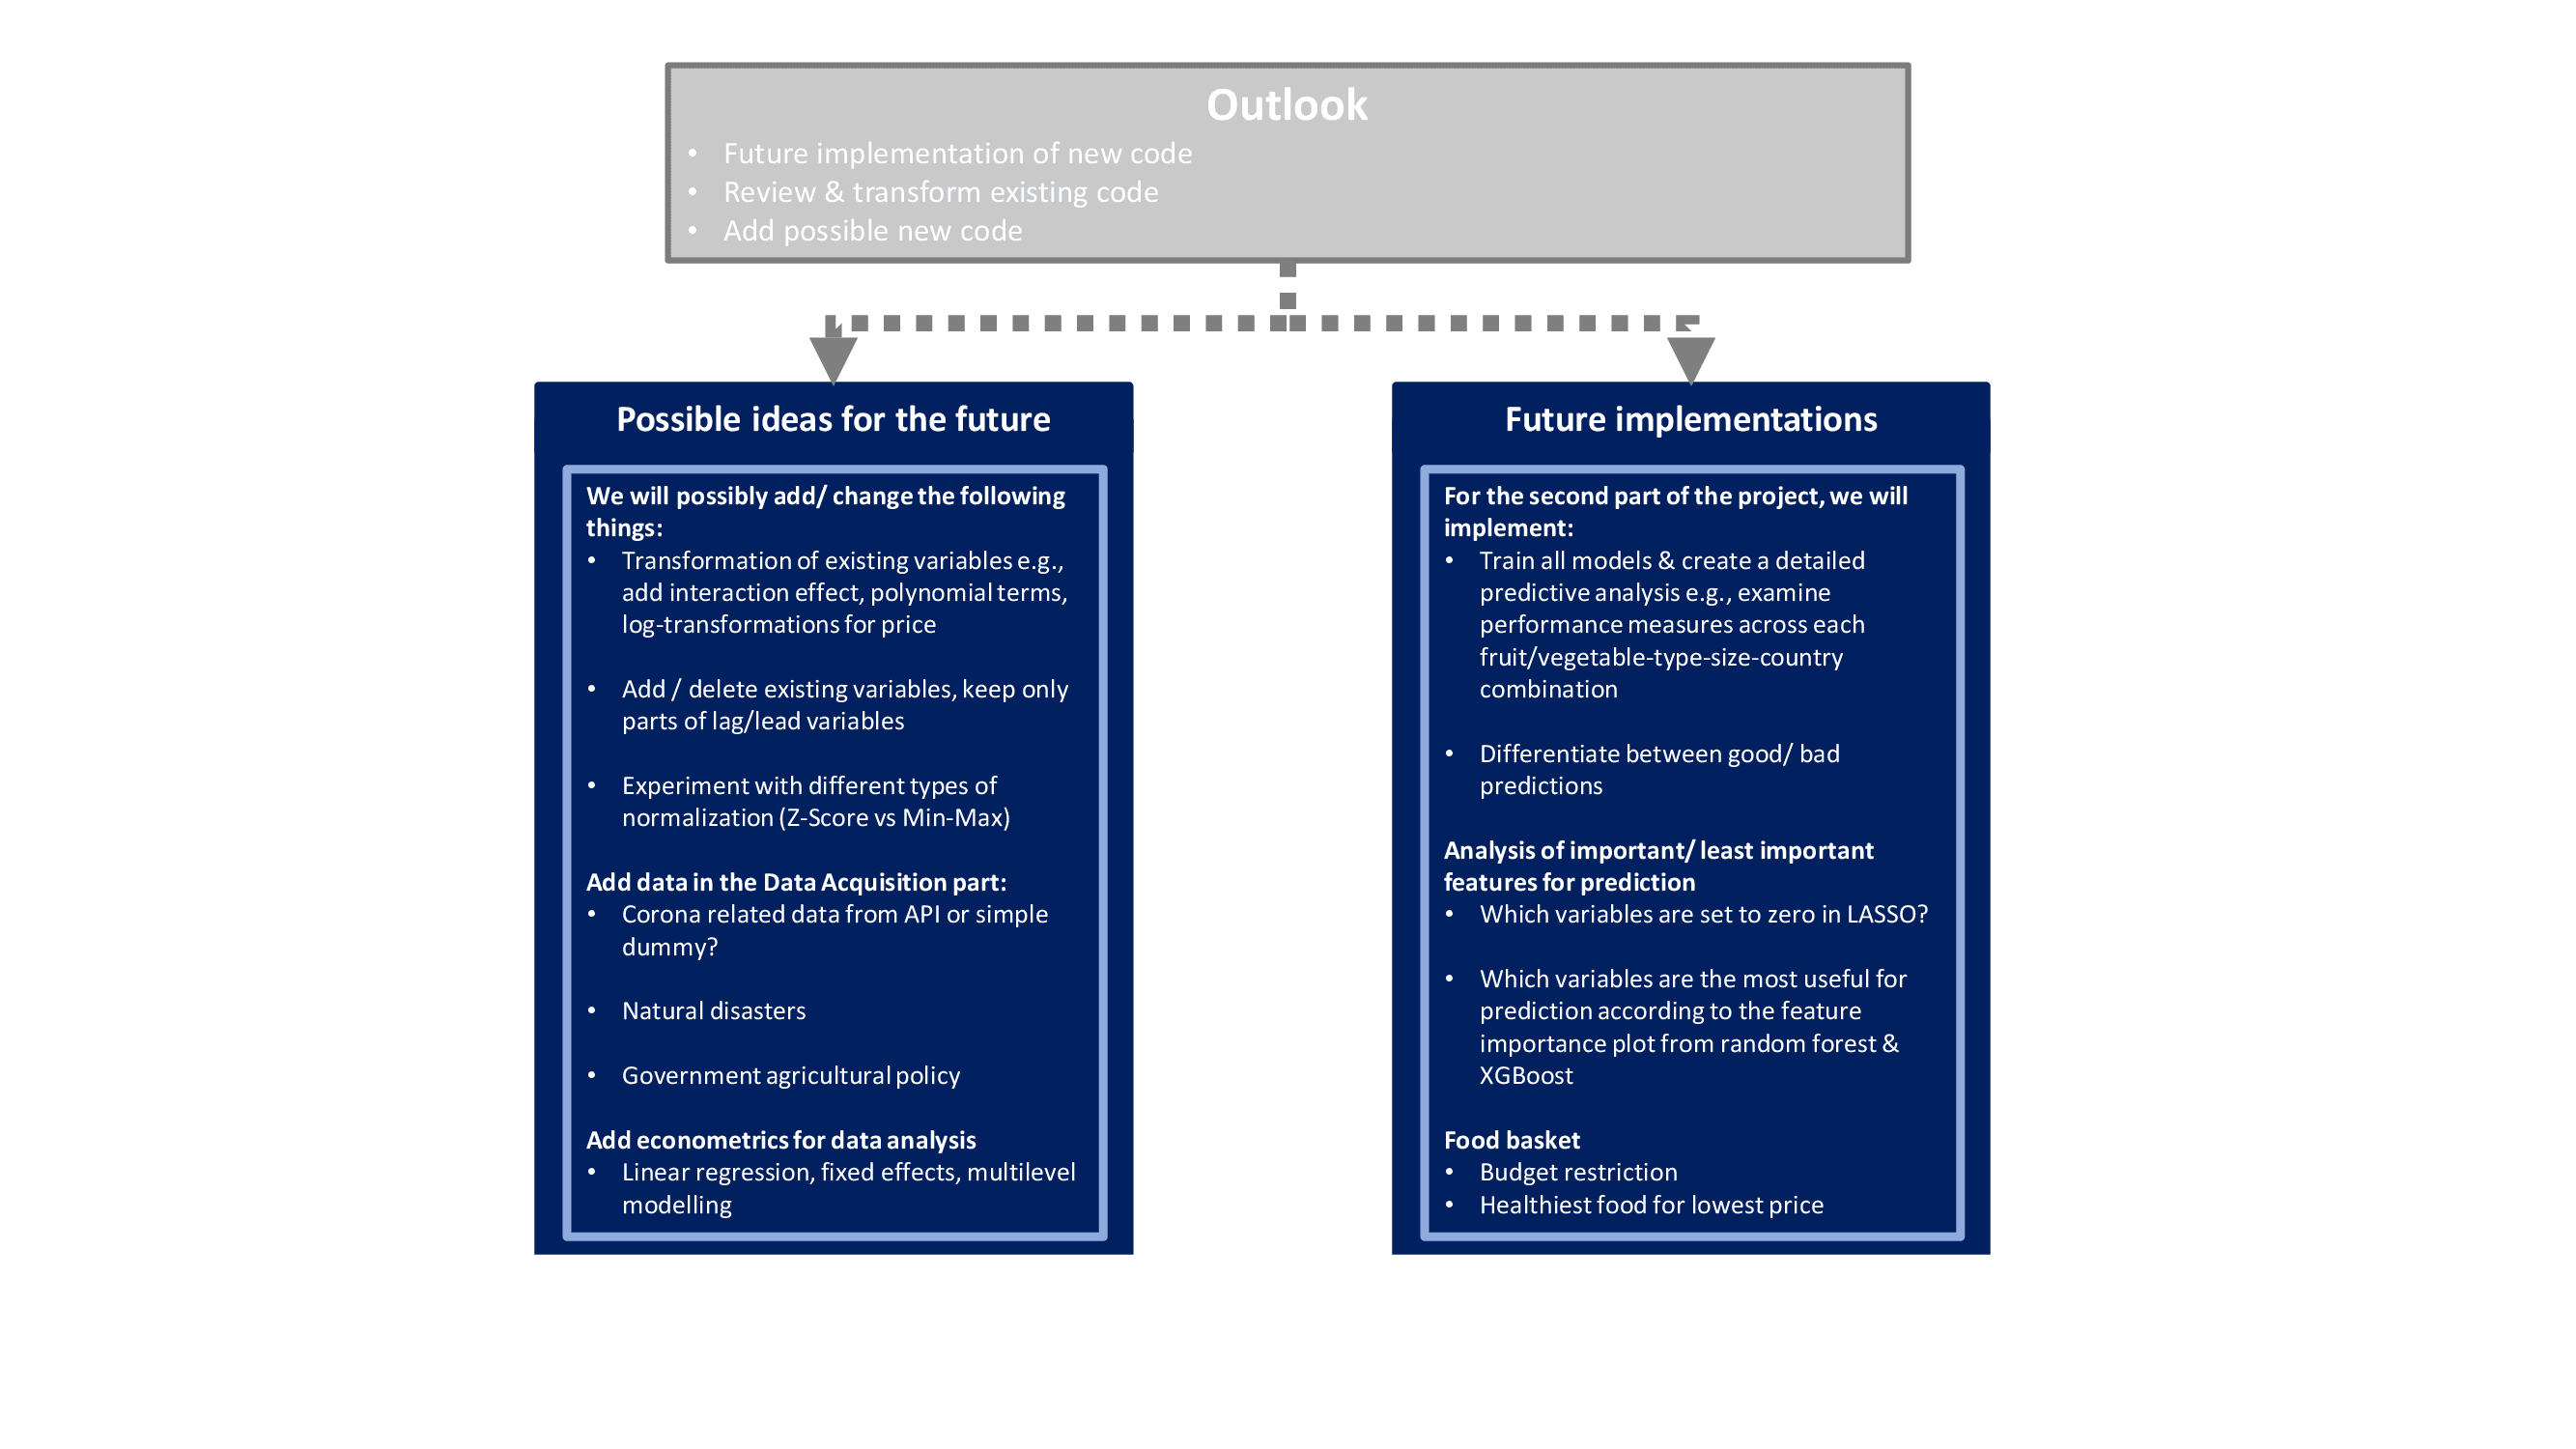 Outlook
• Future implementation of new code
• Review & transform existing code
• Add possible new code
Possible ideas for the future
We will possibly add/ change the following
things:
• Transformation of existing variables e.g.,
add interaction effect, polynomial terms,
log-transformations for price
• Add / delete existing variables, keep only
parts of lag/lead variables
• Experiment with different types of
normalization (Z-Score vs Min-Max)
Add data in the Data Acquisition part:
• Corona related data from API or simple
dummy?
• Natural disasters
• Government agricultural policy
Add econometrics for data analysis
• Linear regression, fixed effects, multilevel
modelling
Future implementations
For the second part of the project, we will
implement:
• Train all models & create a detailed
predictive analysis e.g., examine
performance measures across each
fruit/vegetable-type-size-country
combination
• Differentiate between good/ bad
predictions
Analysis of important/ least important
features for prediction
• Which variables are set to zero in LASSO?
• Which variables are the most useful for
prediction according to the feature
importance plot from random forest &
XGBoost
Food basket
• Budget restriction
• Healthiest food for lowest price